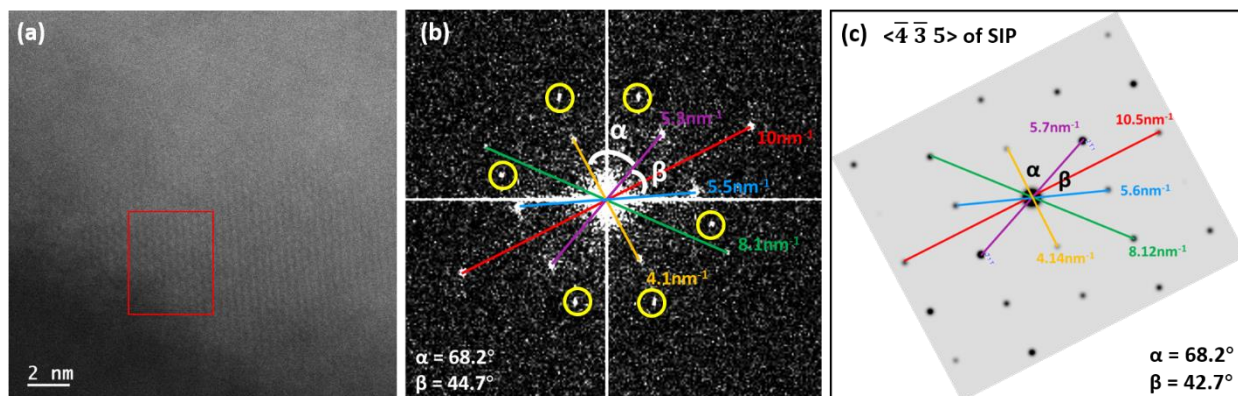 (a)
2 nm
(b)
α
5.3nm⁻¹
10nm⁻¹
β
5.5nm⁻¹
8.1nm⁻¹
4.1nm⁻¹
α = 68.2°
β = 44.7°
(c) <4̅ 3̅ 5> of SIP
5.7nm⁻¹
10.5nm⁻¹
α
β
5.6nm⁻¹
4.14nm⁻¹
8.12nm⁻¹
α = 68.2°
β = 42.7°